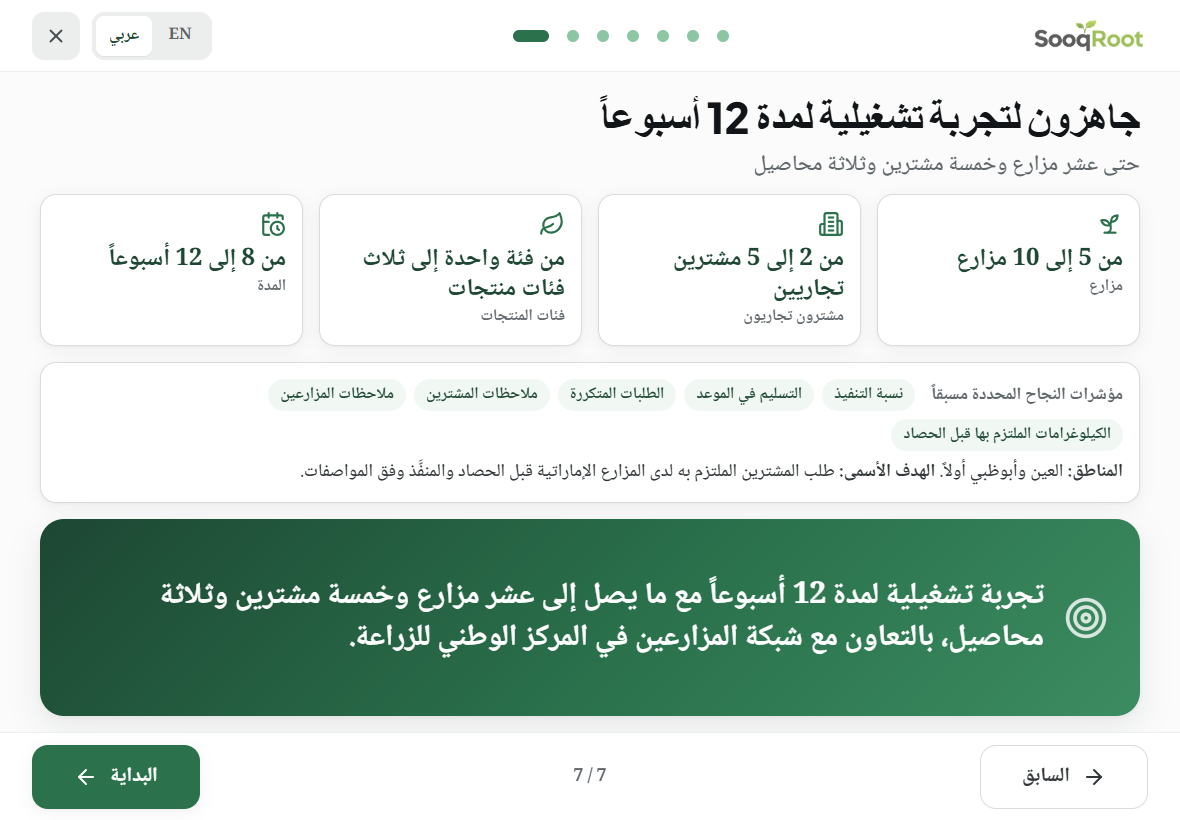 SooqRoot
عربي
EN
جاهزون لتجربة تشغيلية لمدة 12 أسبوعاً
حتى عشر مزارع وخمسة مشترين وثلاثة محاصيل
من 5 إلى 10 مزارع
مزارع
من 2 إلى 5 مشترين
تجاريين
مشترون تجاريون
من فئة واحدة إلى ثلاث
فئات منتجات
فئات المنتجات
من 8 إلى 12 أسبوعاً
المدة
مؤشرات النجاح المحددة مسبقاً
نسبة التنفيذ
التسليم في الموعد
الطلبات المتكررة
ملاحظات المشترين
ملاحظات المزارعين
الكيلوغرامات الملتزم بها قبل الحصاد
المناطق: العين وأبوظبي أولاً. الهدف الأسمى: طلب المشترين الملتزم به لدى المزارع الإماراتية قبل الحصاد والمنفَّذ وفق المواصفات.
تجربة تشغيلية لمدة 12 أسبوعاً مع ما يصل إلى عشر مزارع وخمسة مشترين وثلاثة
محاصيل، بالتعاون مع شبكة المزارعين في المركز الوطني للزراعة.
السابق
7 / 7
البداية